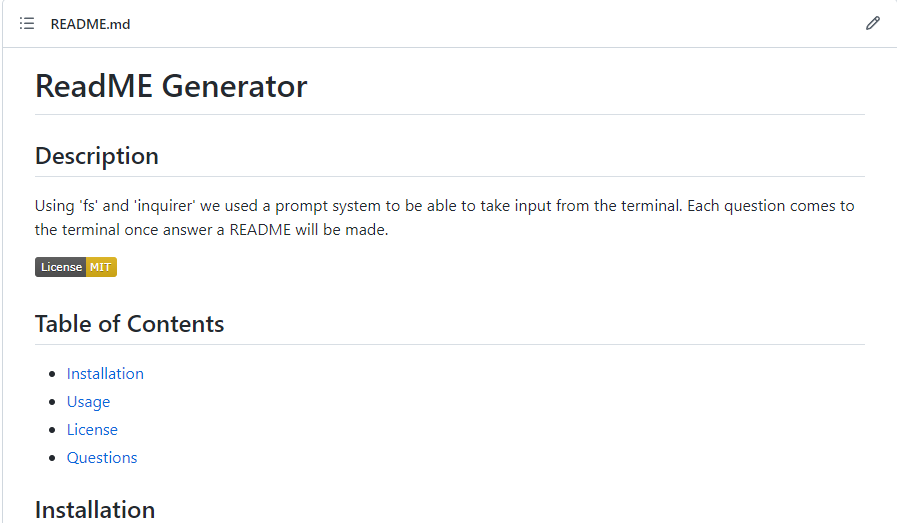 README.md
ReadME Generator
Description
Using 'fs' and 'inquirer' we used a prompt system to be able to take input from the terminal. Each question comes to
the terminal once answer a README will be made.
License MIT
Table of Contents
Installation
Usage
License
Questions
Installation